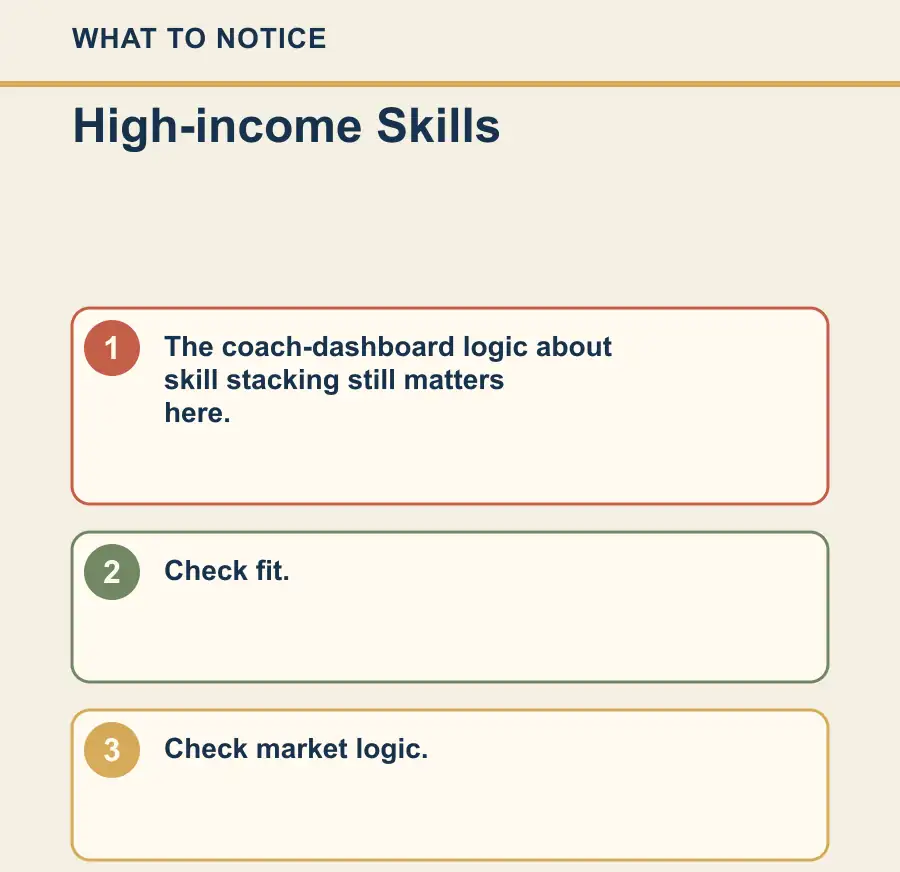 WHAT TO NOTICE
High-income Skills
1
The coach-dashboard logic about
skill stacking still matters
here.
2
Check fit.
3
Check market logic.